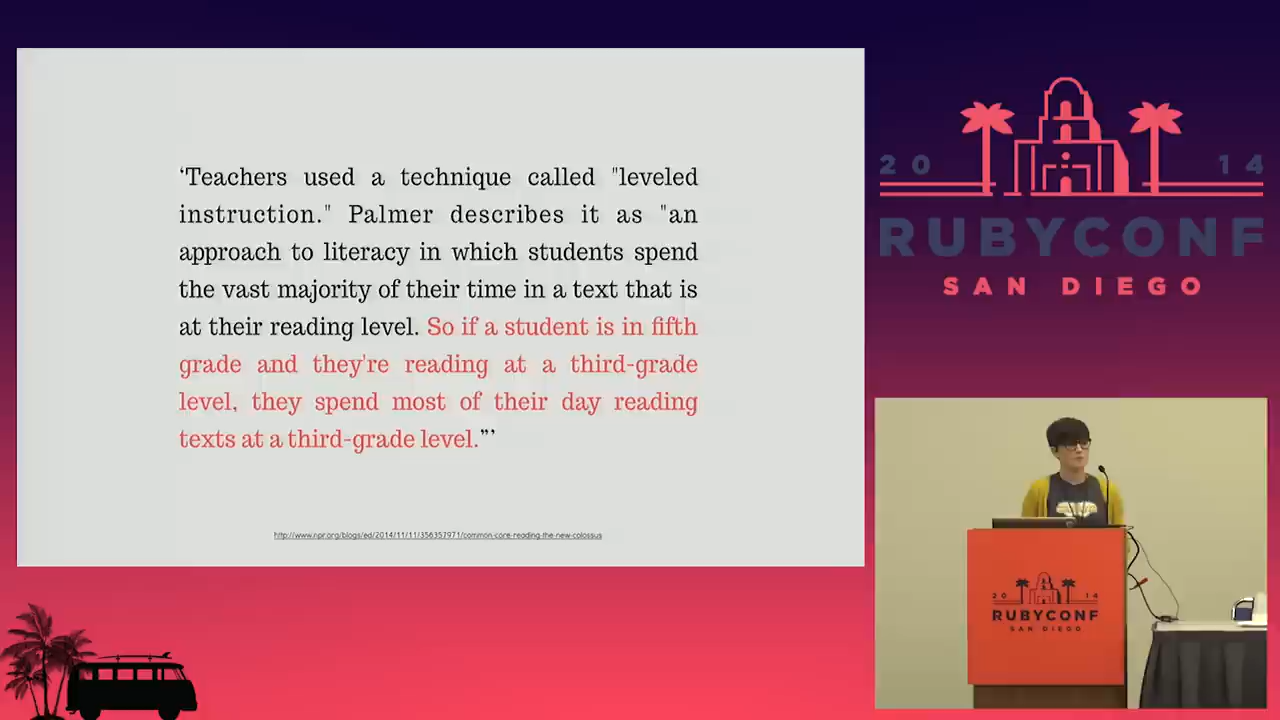 ‘Teachers used a technique called "leveled
instruction." Palmer describes it as "an
approach to literacy in which students spend
the vast majority of their time in a text that is
at their reading level. So if a student is in fifth
grade and they're reading at a third-grade
level, they spend most of their day reading
texts at a third-grade level.”’
http://www.npr.org/blogs/ed/2014/11/11/356357971/common-core-reading-the-new-colossus
20 14
RUBYCONF
SAN DIEGO
20 14
RUBYCONF
SAN DIEGO